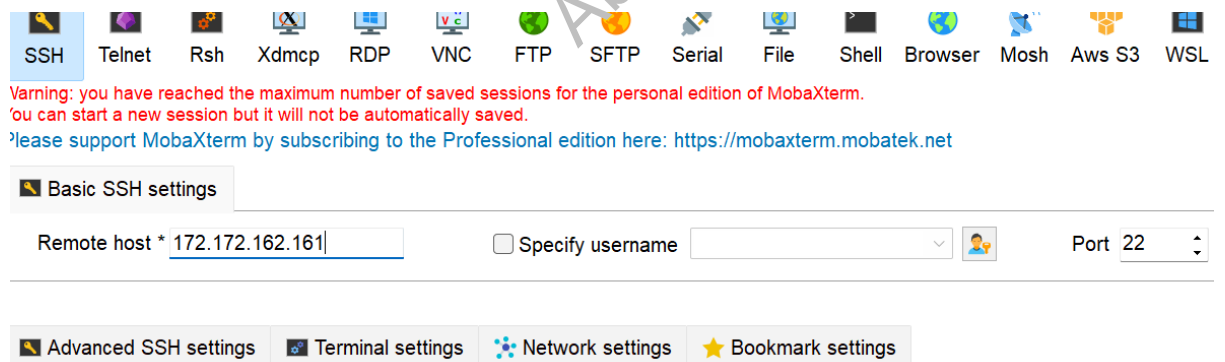 SSH Telnet Rsh Xdmcp RDP VNC FTP SFTP Serial File Shell Browser Mosh Aws S3 WSL
Warning: you have reached the maximum number of saved sessions for the personal edition of MobaXterm.
You can start a new session but it will not be automatically saved.
Please support MobaXterm by subscribing to the Professional edition here: https://mobaxterm.mobatek.net
Basic SSH settings
Remote host * 172.172.162.161 Specify username Port 22
Advanced SSH settings Terminal settings Network settings Bookmark settings